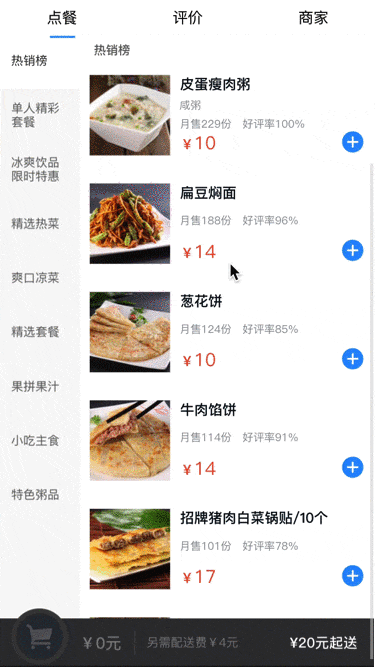 点餐 评价 商家
热销榜
单人精彩
套餐
冰爽饮品
限时特惠
精选热菜
爽口凉菜
精选套餐
果拼果汁
小吃主食
特色粥品
热销榜
皮蛋瘦肉粥
咸粥
月售229份 好评率100%
￥10
扁豆焖面
月售188份 好评率96%
￥14
葱花饼
月售124份 好评率85%
￥10
牛肉馅饼
月售114份 好评率91%
￥14
招牌猪肉白菜锅贴/10个
月售101份 好评率78%
￥17
￥0元 另需配送费￥4元 ￥20元起送